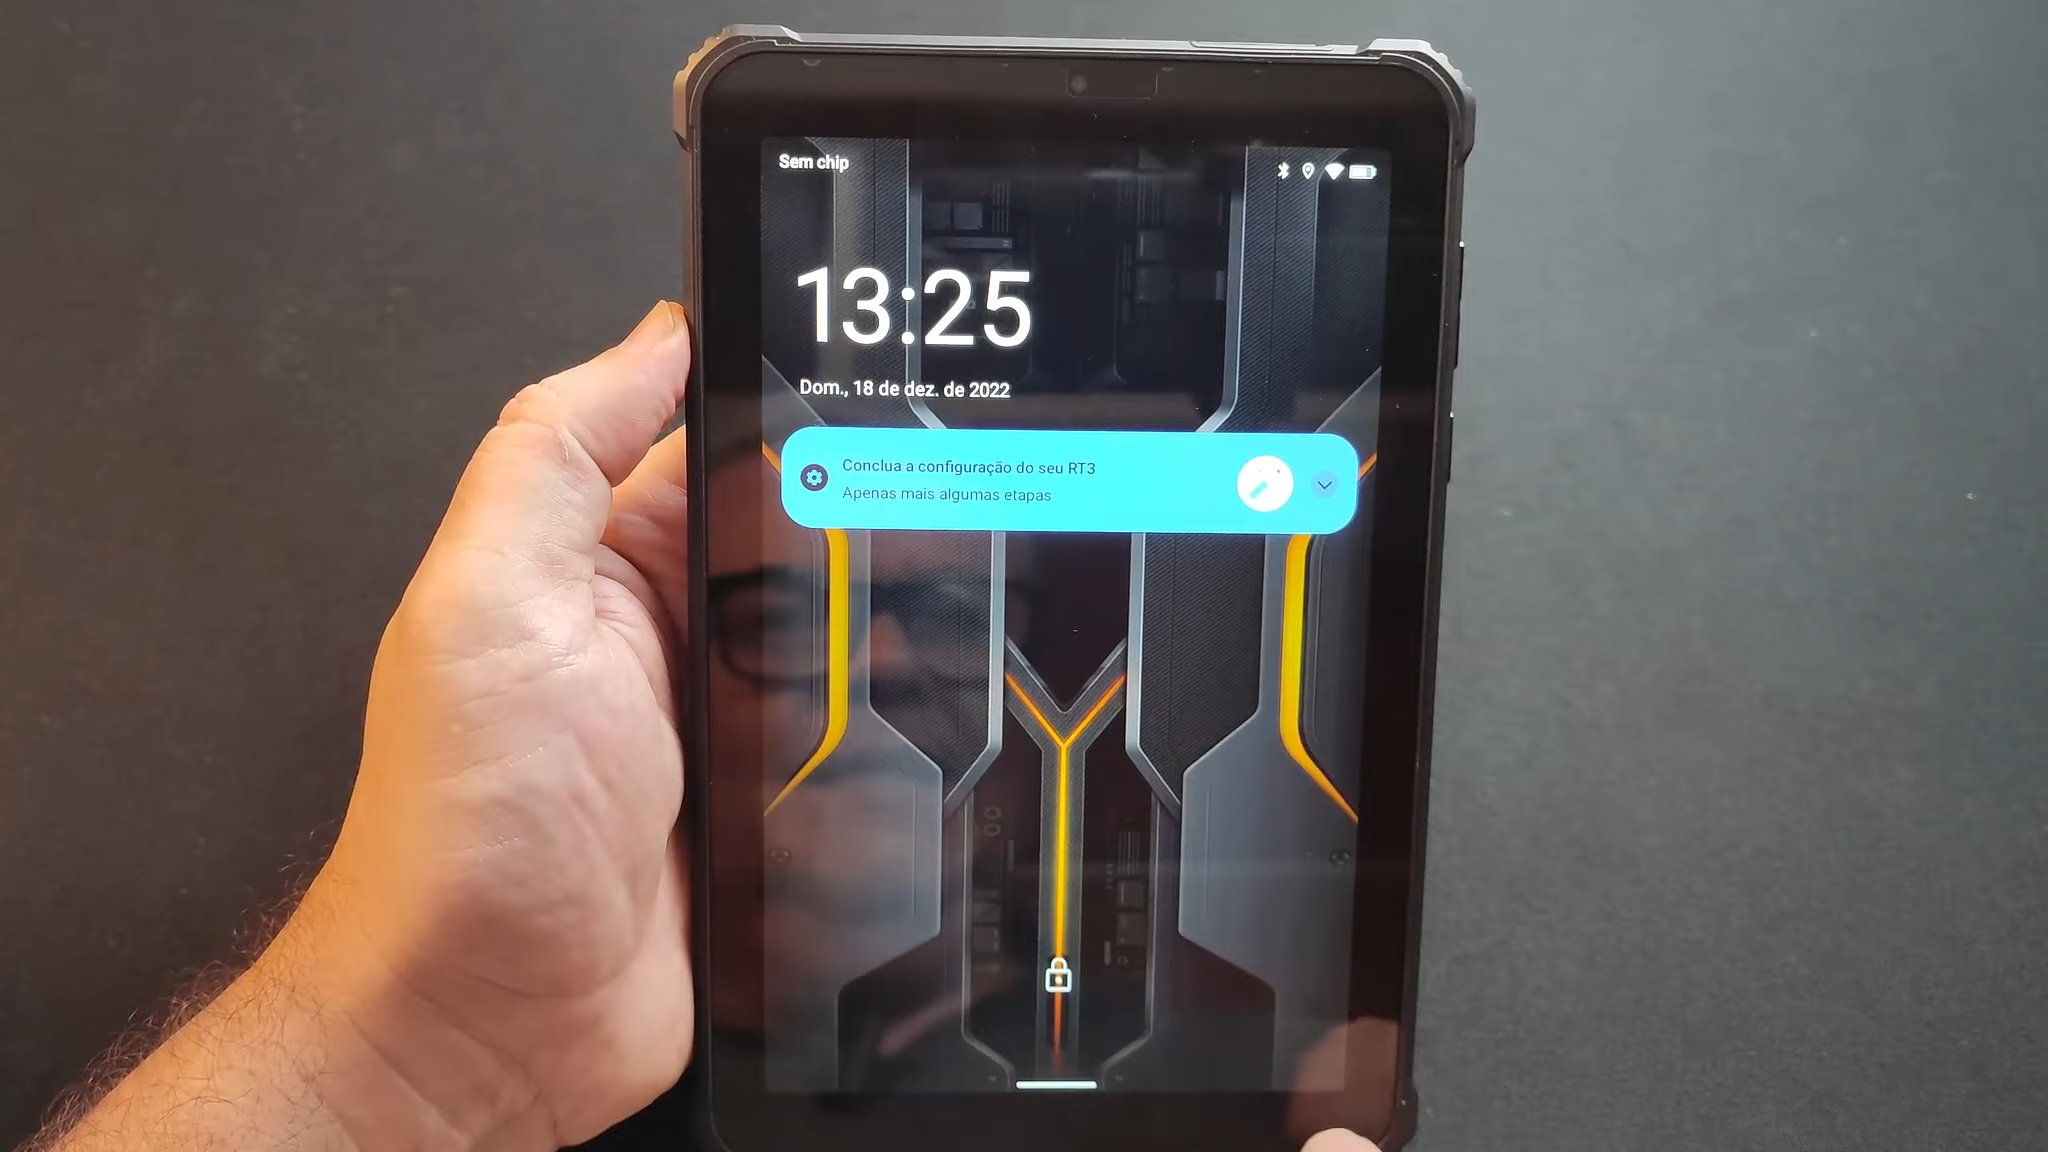 Sem chip
13:25
Dom., 18 de dez. de 2022
Conclua a configuração do seu RT3
Apenas mais algumas etapas